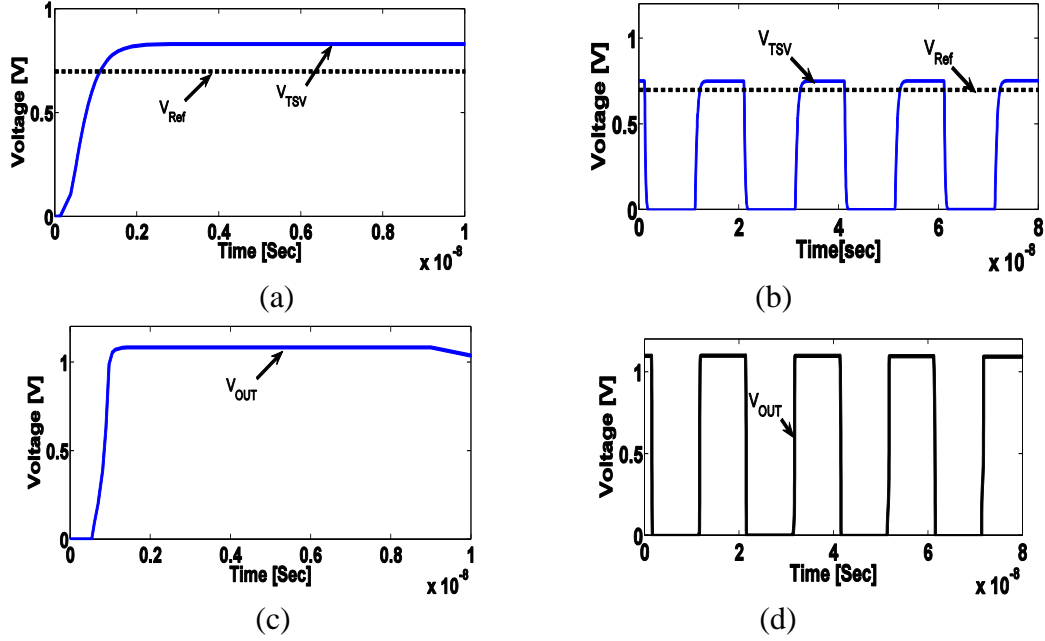 1
0.5
0
Voltage [V]
V_Ref
V_TSV
0 0.2 0.4 0.6 0.8 1
Time [Sec]
x 10^-8
(a)
1
0.5
0
Voltage [V]
V_TSV
V_Ref
0 2 4 6 8
Time[sec]
x 10^-8
(b)
1
0.5
0
Voltage [V]
V_OUT
0 0.2 0.4 0.6 0.8 1
Time [Sec]
x 10^-8
(c)
1
0.5
0
Voltage [V]
V_OUT
0 2 4 6 8
Time [Sec]
x 10^-8
(d)